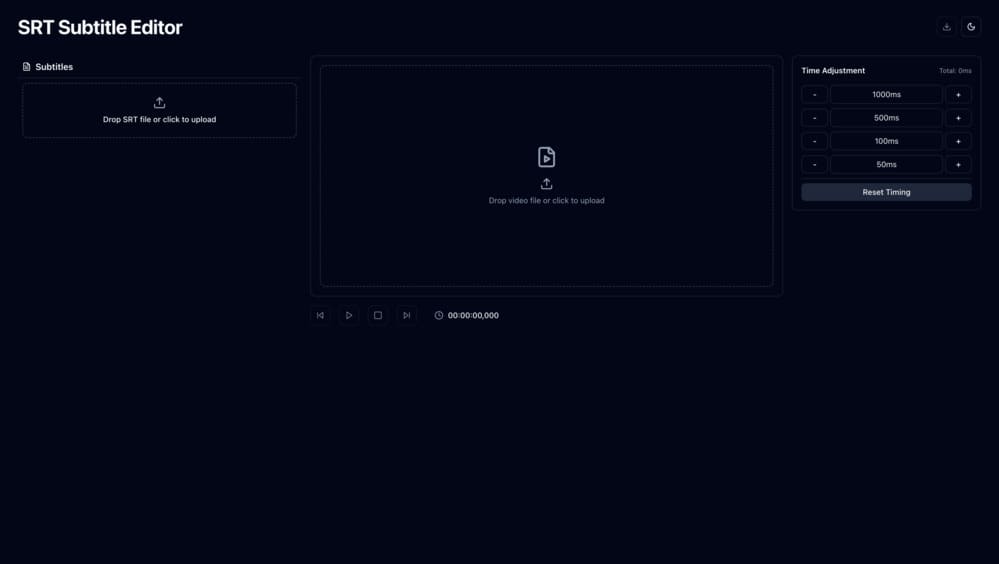 SRT Subtitle Editor
Subtitles
Drop SRT file or click to upload
Drop video file or click to upload
00:00:00,000
Time Adjustment Total: 0ms
- 1000ms +
- 500ms +
- 100ms +
- 50ms +
Reset Timing